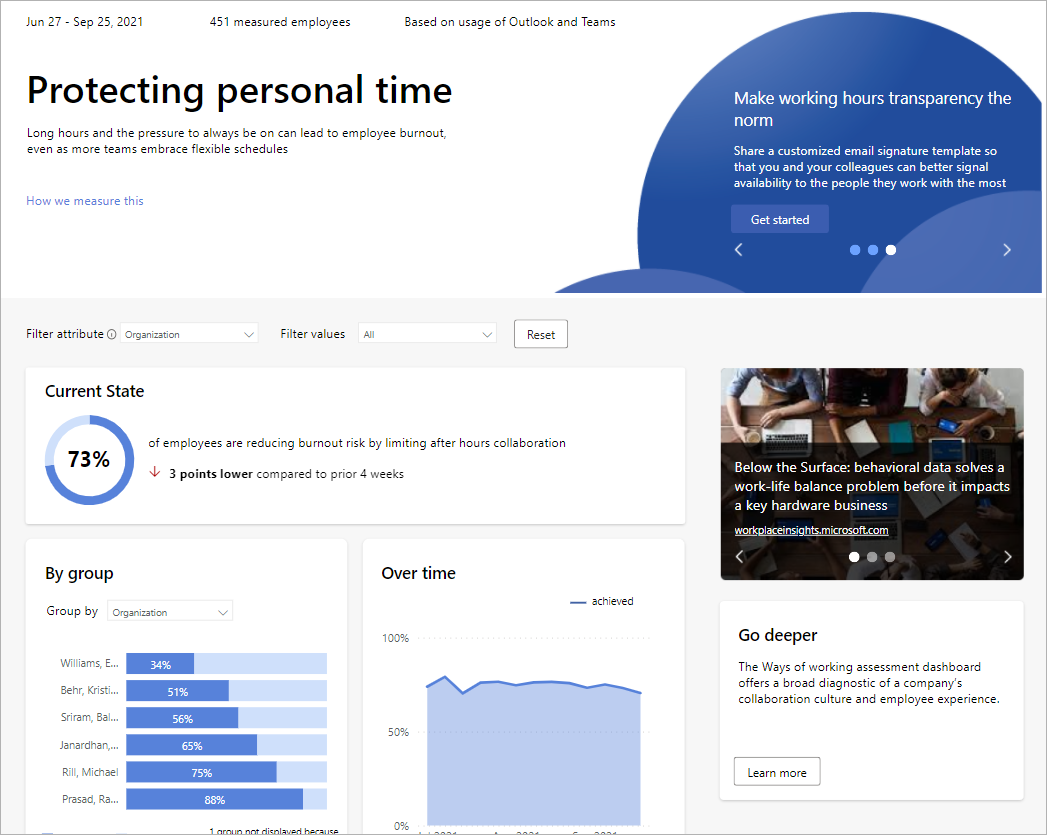 Jun 27 - Sep 25, 2021
451 measured employees
Based on usage of Outlook and Teams
Protecting personal time
Long hours and the pressure to always be on can lead to employee burnout,
even as more teams embrace flexible schedules
How we measure this
Make working hours transparency the
norm
Share a customized email signature template so
that you and your colleagues can better signal
availability to the people they work with the most
Get started
Filter attribute
Organization
Filter values
All
Reset
Current State
73%
of employees are reducing burnout risk by limiting after hours collaboration
3 points lower compared to prior 4 weeks
Below the Surface: behavioral data solves a
work-life balance problem before it impacts
a key hardware business
workplaceinsights.microsoft.com
By group
Group by
Organization
Williams, E...
34%
Behr, Kristi...
51%
Sriram, Bal...
56%
Janardhan,...
65%
Rill, Michael
75%
Prasad, Ra...
88%
1 group not displayed because
Over time
achieved
100%
50%
0%
Go deeper
The Ways of working assessment dashboard
offers a broad diagnostic of a company's
collaboration culture and employee experience.
Learn more